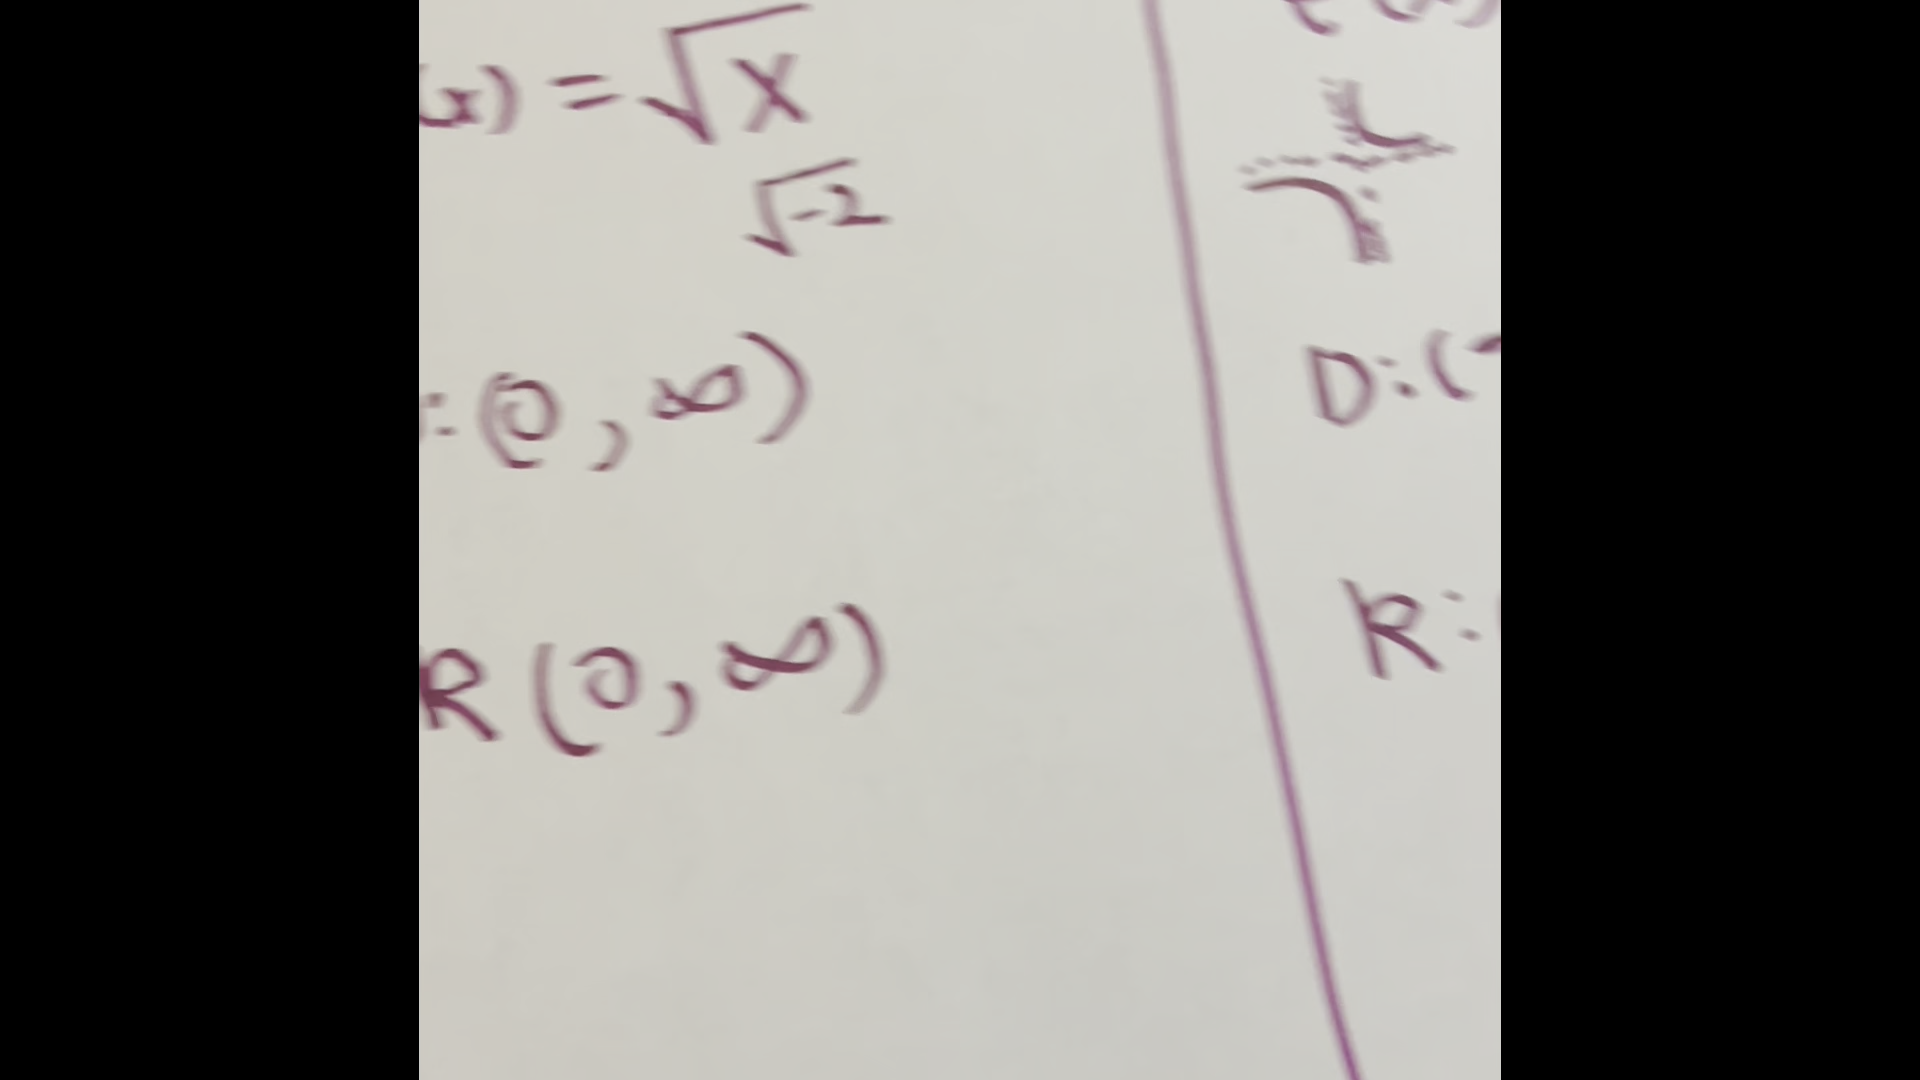 (x) = √x
√-2
: (0, ∞)
R (0, ∞)
D: (-
R: